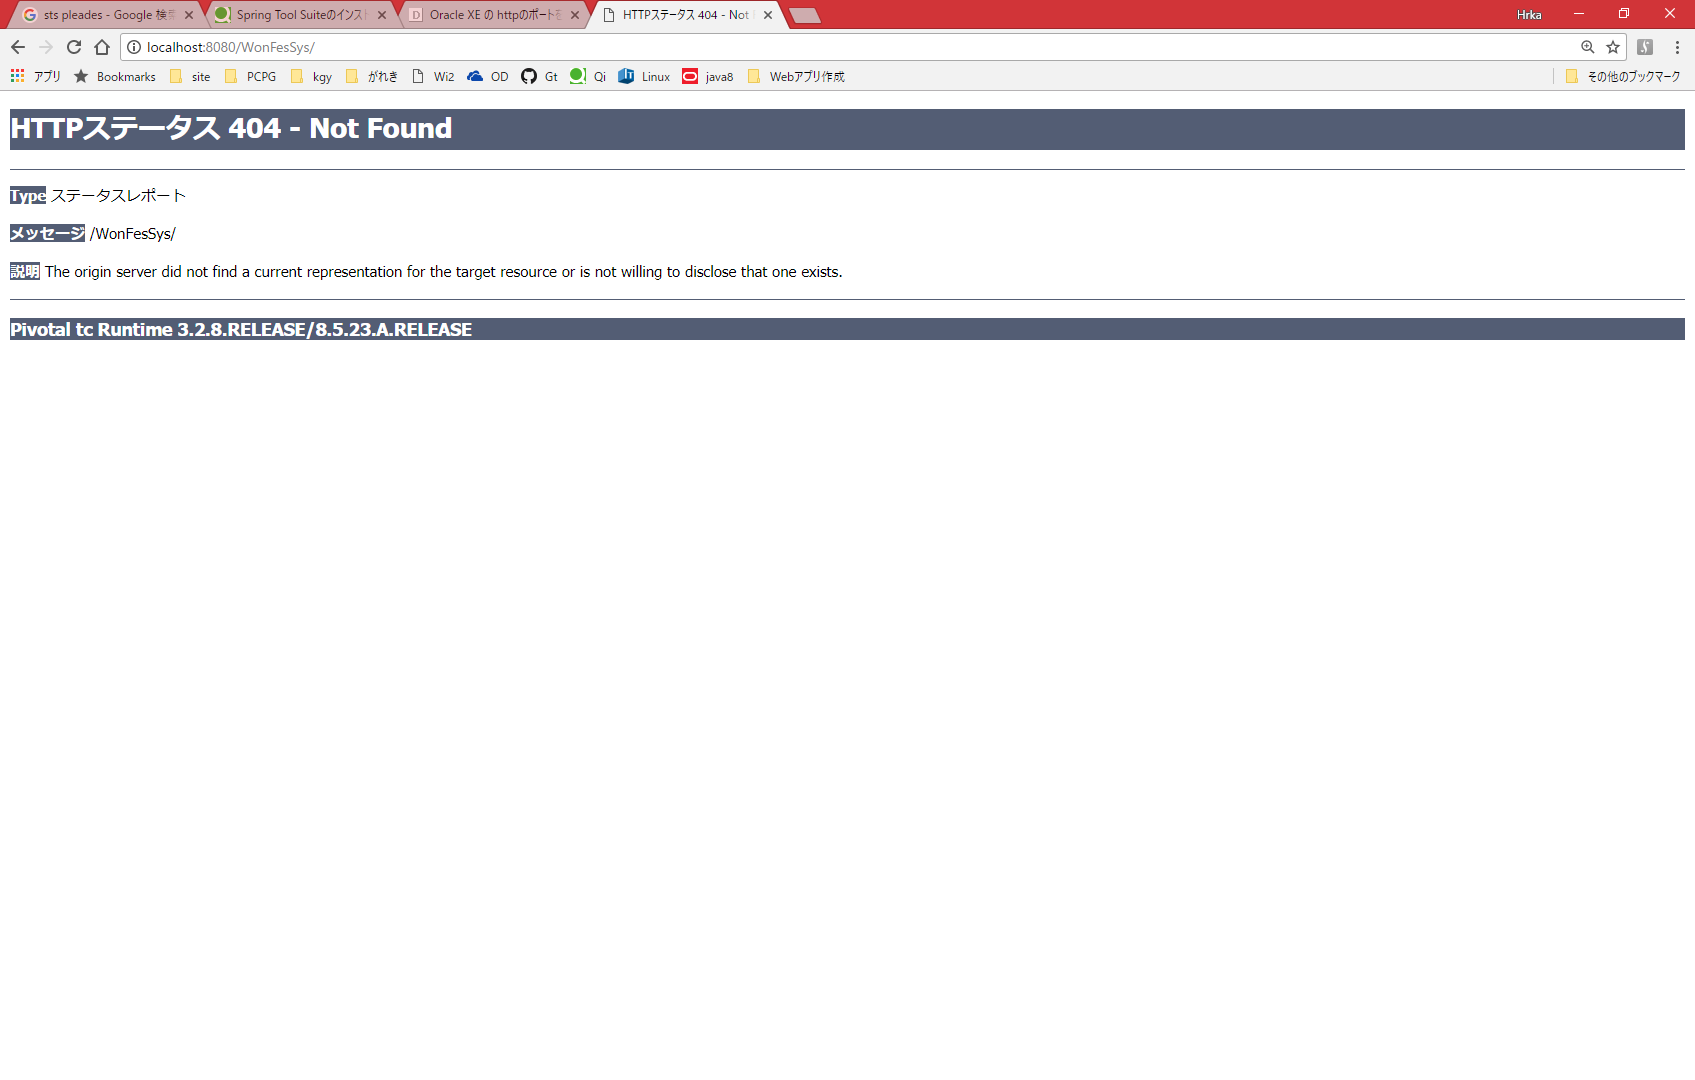 sts pleades - Google 検索
Spring Tool Suiteのインスト
Oracle XE の httpのポートを
HTTPステータス 404 - Not
Hrka
localhost:8080/WonFesSys/
アプリ Bookmarks site PCPG kgy がれき Wi2 OD Gt Qi Linux java8 Webアプリ作成 その他のブックマーク
HTTPステータス 404 - Not Found
Type ステータスレポート
メッセージ /WonFesSys/
説明 The origin server did not find a current representation for the target resource or is not willing to disclose that one exists.
Pivotal tc Runtime 3.2.8.RELEASE/8.5.23.A.RELEASE